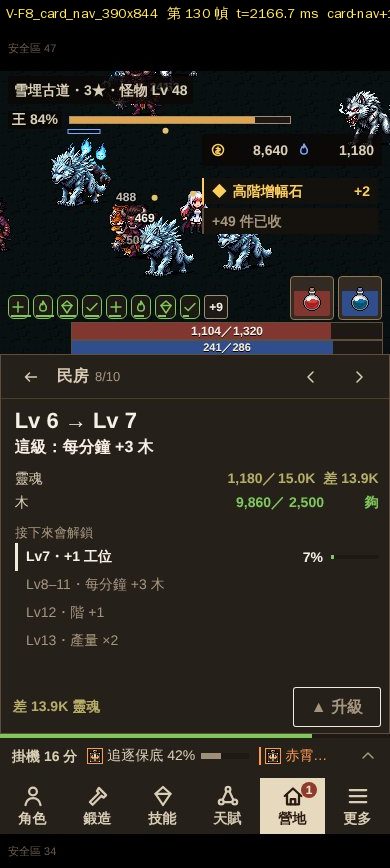 V-F8_card_nav_390x844 第 130 幀 t=2166.7 ms card-nav+
安全區 47
雪埋古道・3★・怪物 Lv 48
王 84%
8,640 1,180
◆ 高階增幅石 +2
+49 件已收
488
469
50
+9
1,104／1,320
241／286
← 民房 8/10
Lv 6 → Lv 7
這級：每分鐘 +3 木
靈魂 1,180／15.0K 差 13.9K
木 9,860／2,500 夠
接下來會解鎖
Lv7・+1 工位 7%
Lv8–11・每分鐘 +3 木
Lv12・階 +1
Lv13・產量 ×2
差 13.9K 靈魂
▲ 升級
掛機 16 分 追逐保底 42% 赤霄…
1
角色 鍛造 技能 天賦 營地 更多
安全區 34